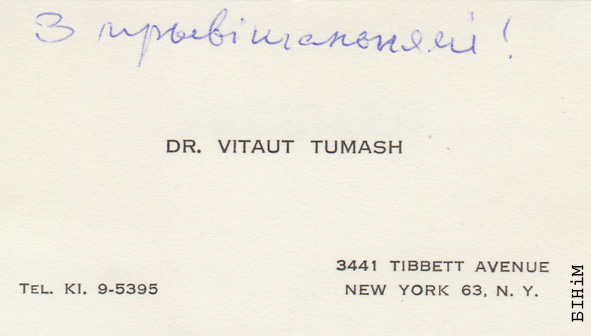 З прывітаньнем!
DR. VITAUT TUMASH
TEL. KI. 9-5395
3441 TIBBETT AVENUE
NEW YORK 63, N. Y.
БІНіМ